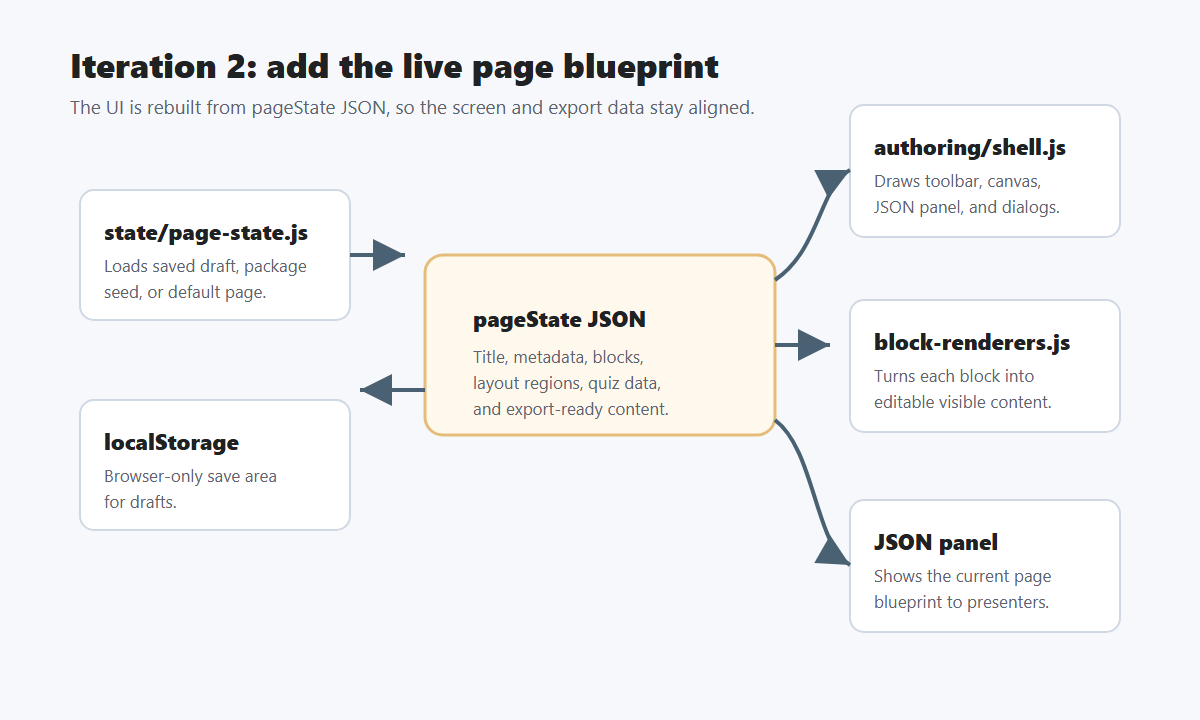 Iteration 2: add the live page blueprint
The UI is rebuilt from pageState JSON, so the screen and export data stay aligned.
state/page-state.js
Loads saved draft, package
seed, or default page.
localStorage
Browser-only save area
for drafts.
pageState JSON
Title, metadata, blocks,
layout regions, quiz data,
and export-ready content.
authoring/shell.js
Draws toolbar, canvas,
JSON panel, and dialogs.
block-renderers.js
Turns each block into
editable visible content.
JSON panel
Shows the current page
blueprint to presenters.